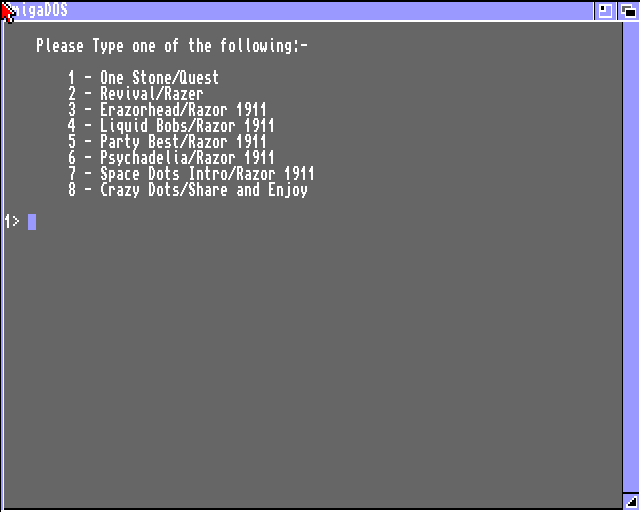 AmigaDOS
Please Type one of the following:-
1 - One Stone/Quest
2 - Revival/Razer
3 - Erazorhead/Razor 1911
4 - Liquid Bobs/Razor 1911
5 - Party Best/Razor 1911
6 - Psychadelia/Razor 1911
7 - Space Dots Intro/Razor 1911
8 - Crazy Dots/Share and Enjoy
1>